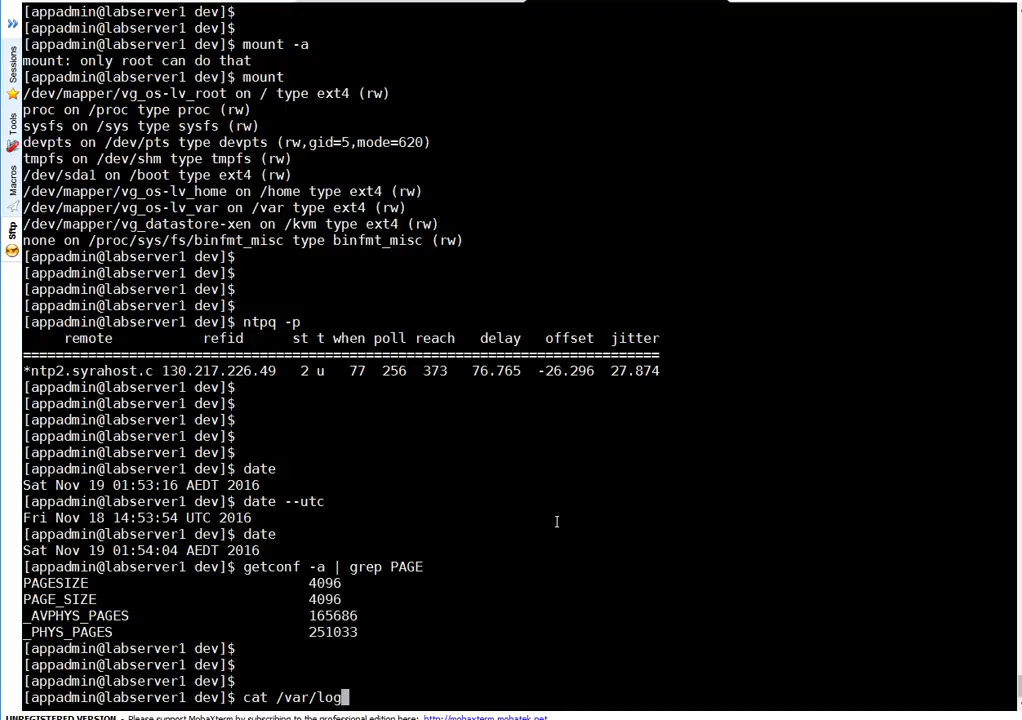 [appadmin@labserver1 dev]$
[appadmin@labserver1 dev]$
[appadmin@labserver1 dev]$ mount -a
mount: only root can do that
[appadmin@labserver1 dev]$ mount
/dev/mapper/vg_os-lv_root on / type ext4 (rw)
proc on /proc type proc (rw)
sysfs on /sys type sysfs (rw)
devpts on /dev/pts type devpts (rw,gid=5,mode=620)
tmpfs on /dev/shm type tmpfs (rw)
/dev/sda1 on /boot type ext4 (rw)
/dev/mapper/vg_os-lv_home on /home type ext4 (rw)
/dev/mapper/vg_os-lv_var on /var type ext4 (rw)
/dev/mapper/vg_datastore-xen on /kvm type ext4 (rw)
none on /proc/sys/fs/binfmt_misc type binfmt_misc (rw)
[appadmin@labserver1 dev]$
[appadmin@labserver1 dev]$
[appadmin@labserver1 dev]$
[appadmin@labserver1 dev]$
[appadmin@labserver1 dev]$ ntpq -p
     remote           refid      st t when poll reach   delay   offset  jitter
==============================================================================
*ntp2.syrahost.c 130.217.226.49   2 u   77  256  373   76.765  -26.296  27.874
[appadmin@labserver1 dev]$
[appadmin@labserver1 dev]$
[appadmin@labserver1 dev]$
[appadmin@labserver1 dev]$
[appadmin@labserver1 dev]$
[appadmin@labserver1 dev]$ date
Sat Nov 19 01:53:16 AEDT 2016
[appadmin@labserver1 dev]$ date --utc
Fri Nov 18 14:53:54 UTC 2016
[appadmin@labserver1 dev]$ date
Sat Nov 19 01:54:04 AEDT 2016
[appadmin@labserver1 dev]$ getconf -a | grep PAGE
PAGESIZE                           4096
PAGE_SIZE                          4096
_AVPHYS_PAGES                      165686
_PHYS_PAGES                        251033
[appadmin@labserver1 dev]$
[appadmin@labserver1 dev]$
[appadmin@labserver1 dev]$
[appadmin@labserver1 dev]$ cat /var/log
Sessions
Tools
Macros
Sftp
UNREGISTERED VERSION - Please support MobaXterm by subscribing to the professional edition here: http://mobaxterm.mobatek.net